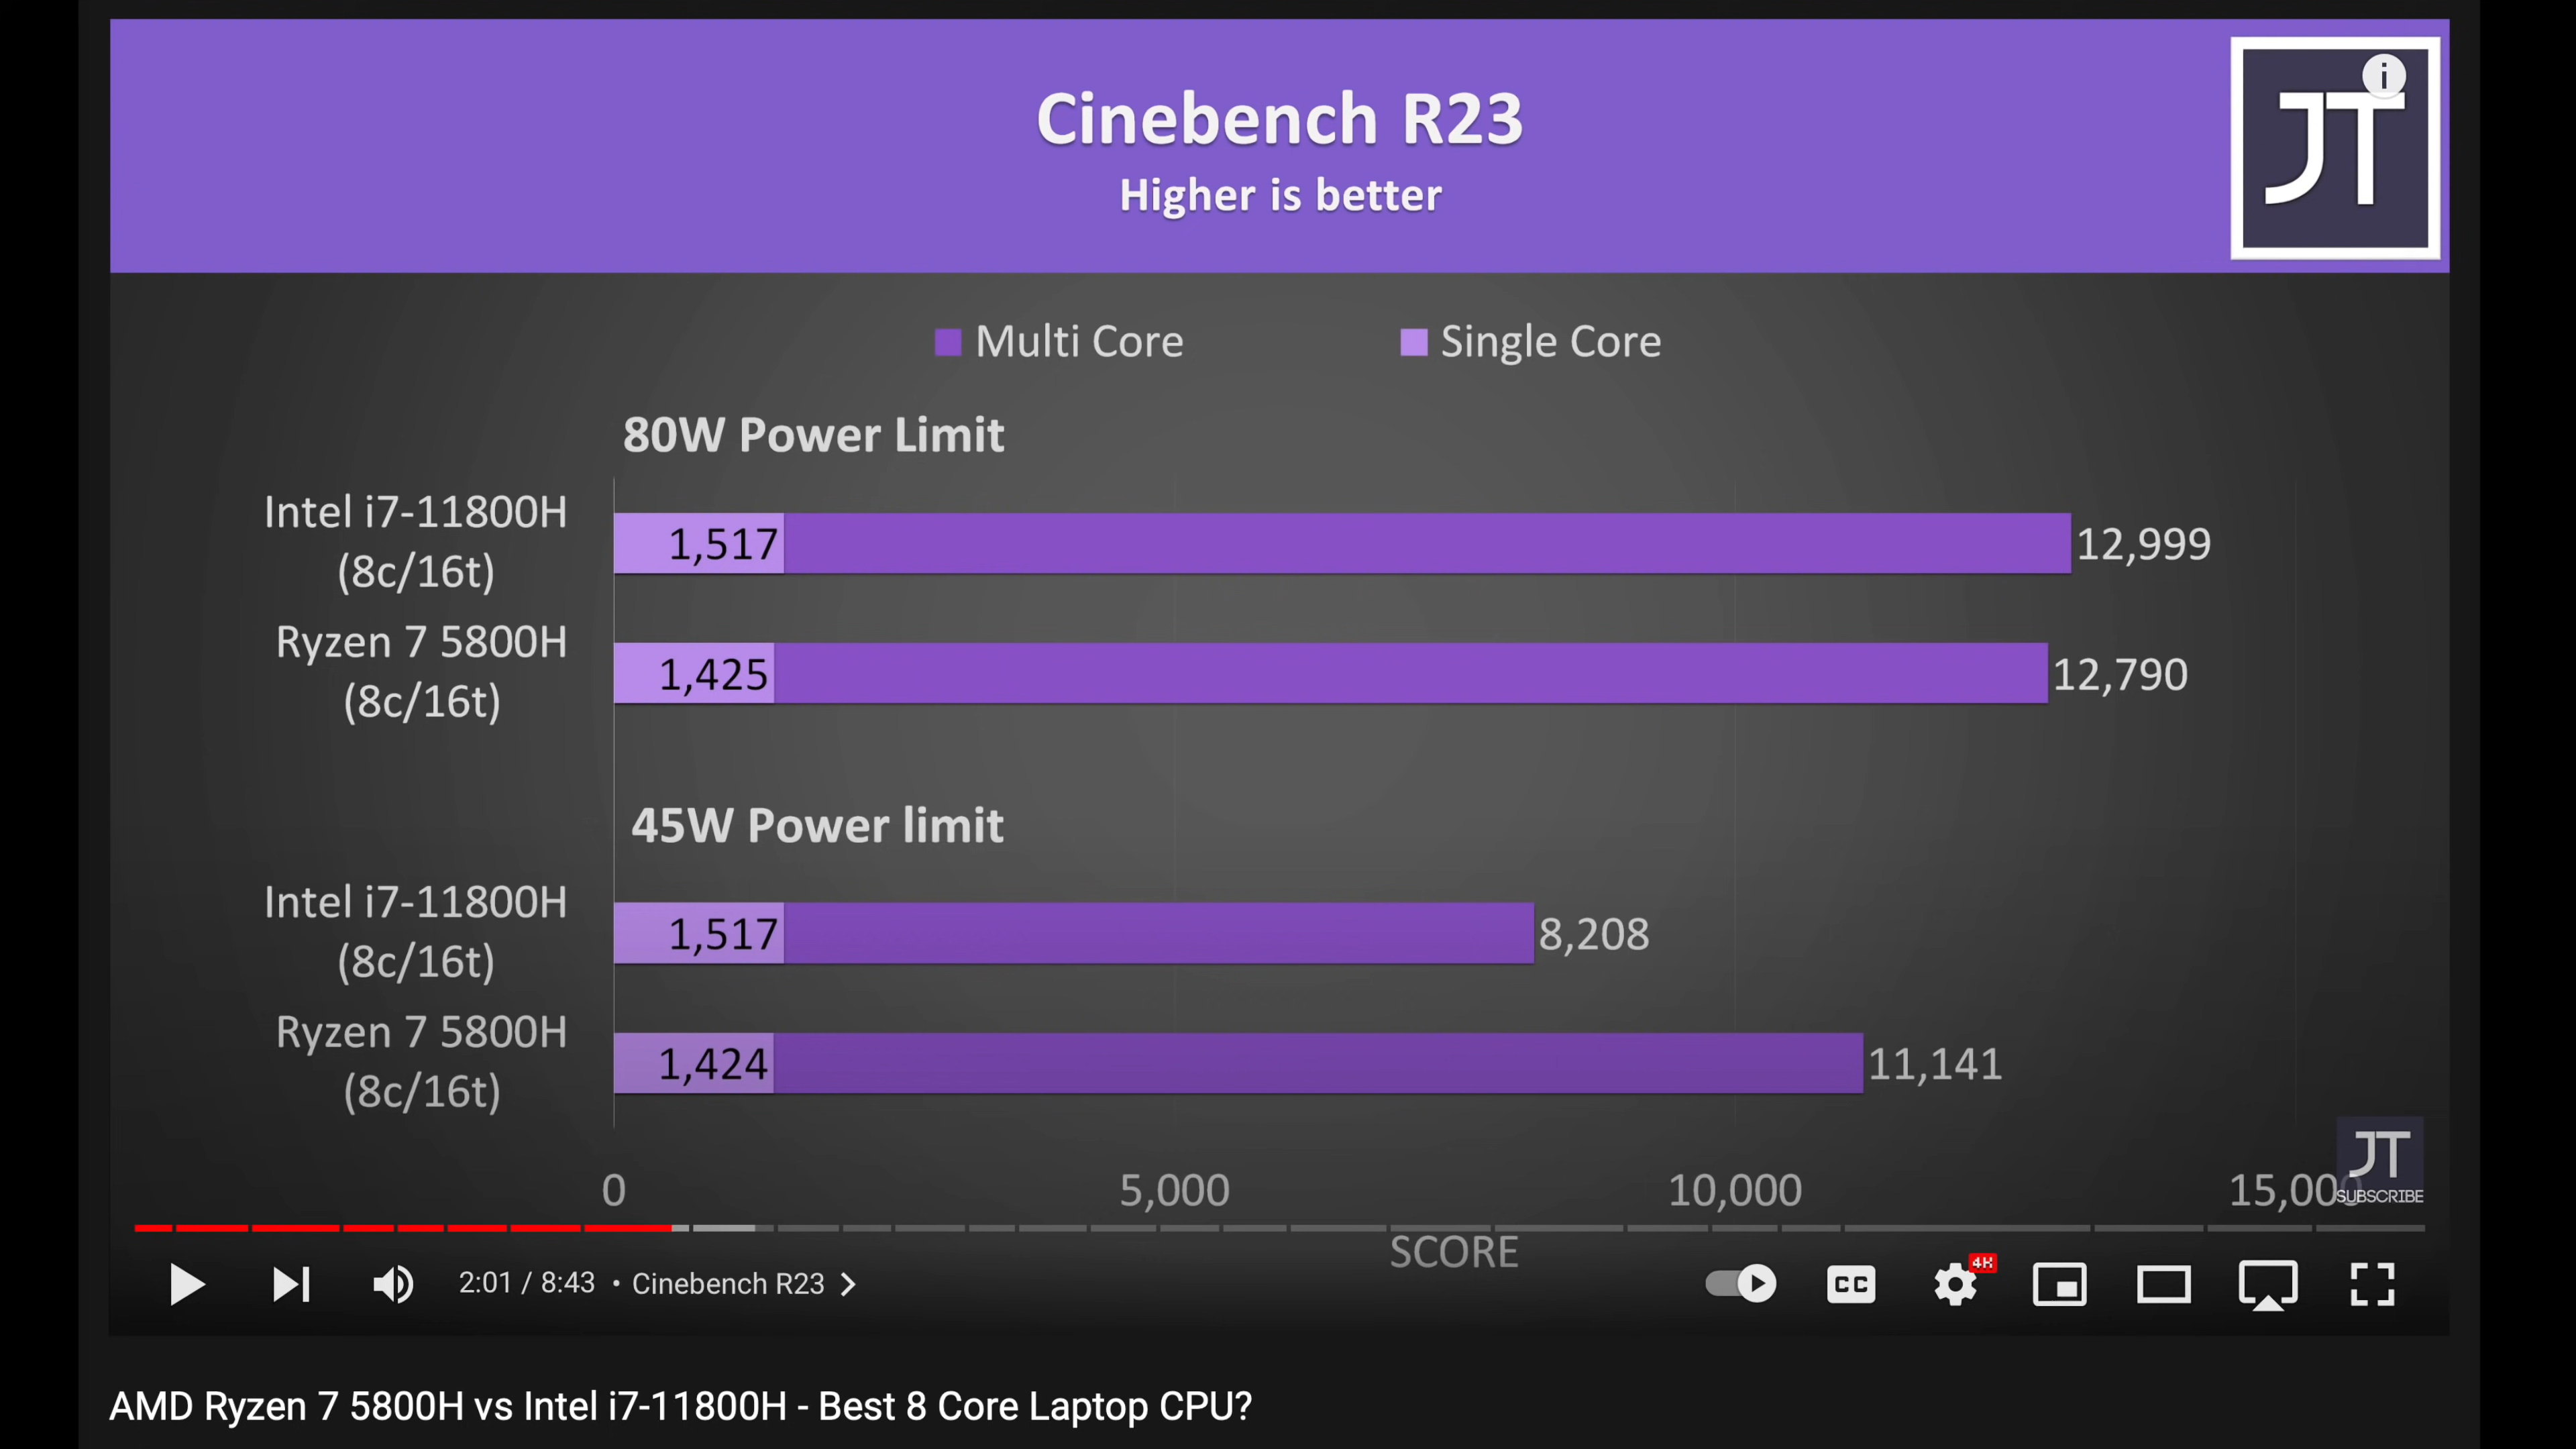 Cinebench R23
Higher is better
JT
i
Multi Core
Single Core
80W Power Limit
Intel i7-11800H
(8c/16t)
1,517
12,999
Ryzen 7 5800H
(8c/16t)
1,425
12,790
45W Power limit
Intel i7-11800H
(8c/16t)
1,517
8,208
Ryzen 7 5800H
(8c/16t)
1,424
11,141
JT
SUBSCRIBE
0
5,000
10,000
15,000
SCORE
2:01 / 8:43 • Cinebench R23
CC
4H
AMD Ryzen 7 5800H vs Intel i7-11800H - Best 8 Core Laptop CPU?